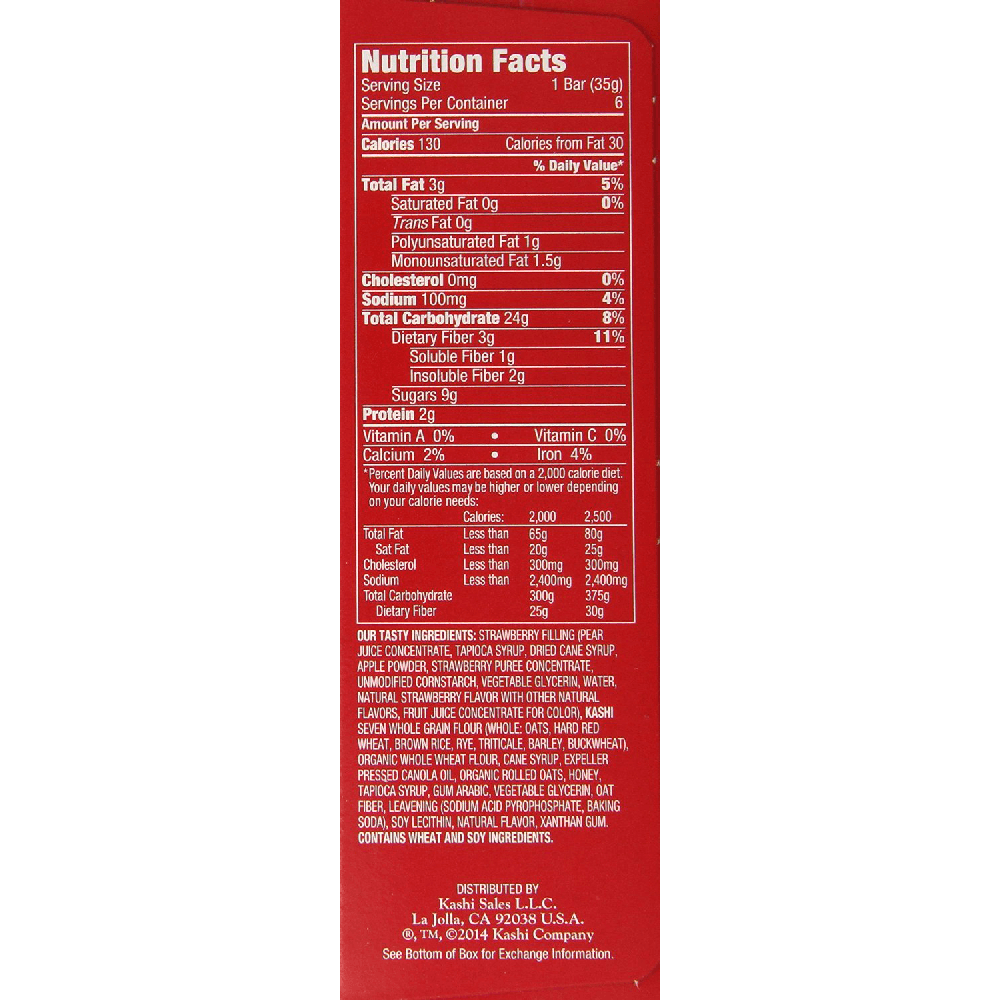 Nutrition Facts
Serving Size 1 Bar (35g)
Servings Per Container 6
Amount Per Serving
Calories 130 Calories from Fat 30
% Daily Value*
Total Fat 3g 5%
Saturated Fat 0g 0%
Trans Fat 0g
Polyunsaturated Fat 1g
Monounsaturated Fat 1.5g
Cholesterol 0mg 0%
Sodium 100mg 4%
Total Carbohydrate 24g 8%
Dietary Fiber 3g 11%
Soluble Fiber 1g
Insoluble Fiber 2g
Sugars 9g
Protein 2g
Vitamin A 0% • Vitamin C 0%
Calcium 2% • Iron 4%
*Percent Daily Values are based on a 2,000 calorie diet.
Your daily values may be higher or lower depending
on your calorie needs:
Calories: 2,000 2,500
Total Fat Less than 65g 80g
Sat Fat Less than 20g 25g
Cholesterol Less than 300mg 300mg
Sodium Less than 2,400mg 2,400mg
Total Carbohydrate 300g 375g
Dietary Fiber 25g 30g
OUR TASTY INGREDIENTS: STRAWBERRY FILLING (PEAR
JUICE CONCENTRATE, TAPIOCA SYRUP, DRIED CANE SYRUP,
APPLE POWDER, STRAWBERRY PUREE CONCENTRATE,
UNMODIFIED CORNSTARCH, VEGETABLE GLYCERIN, WATER,
NATURAL STRAWBERRY FLAVOR WITH OTHER NATURAL
FLAVORS, FRUIT JUICE CONCENTRATE FOR COLOR), KASHI
SEVEN WHOLE GRAIN FLOUR (WHOLE: OATS, HARD RED
WHEAT, BROWN RICE, RYE, TRITICALE, BARLEY, BUCKWHEAT),
ORGANIC WHOLE WHEAT FLOUR, CANE SYRUP, EXPELLER
PRESSED CANOLA OIL, ORGANIC ROLLED OATS, HONEY,
TAPIOCA SYRUP, GUM ARABIC, VEGETABLE GLYCERIN, OAT
FIBER, LEAVENING (SODIUM ACID PYROPHOSPHATE, BAKING
SODA), SOY LECITHIN, NATURAL FLAVOR, XANTHAN GUM.
CONTAINS WHEAT AND SOY INGREDIENTS.
DISTRIBUTED BY
Kashi Sales L.L.C.
La Jolla, CA 92038 U.S.A.
®, TM, ©2014 Kashi Company
See Bottom of Box for Exchange Information.